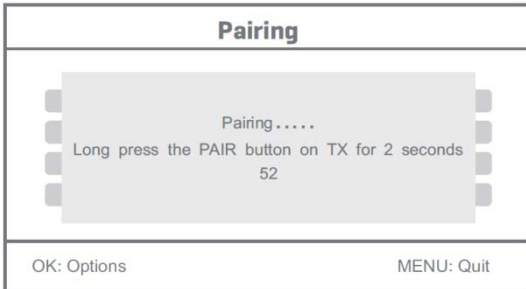 Pairing
Pairing.....
Long press the PAIR button on TX for 2 seconds
52
OK: Options
MENU: Quit